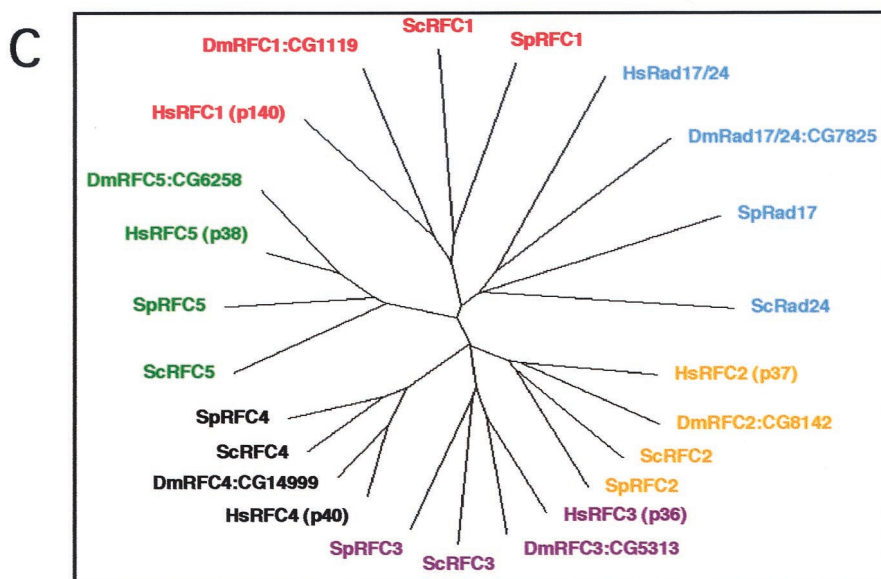 C
ScRFC1
DmRFC1:CG1119
SpRFC1
HsRad17/24
HsRFC1 (p140)
DmRad17/24:CG7825
DmRFC5:CG6258
SpRad17
HsRFC5 (p38)
SpRFC5
ScRad24
ScRFC5
HsRFC2 (p37)
SpRFC4
DmRFC2:CG8142
ScRFC4
ScRFC2
DmRFC4:CG14999
SpRFC2
HsRFC4 (p40)
HsRFC3 (p36)
SpRFC3
DmRFC3:CG5313
ScRFC3